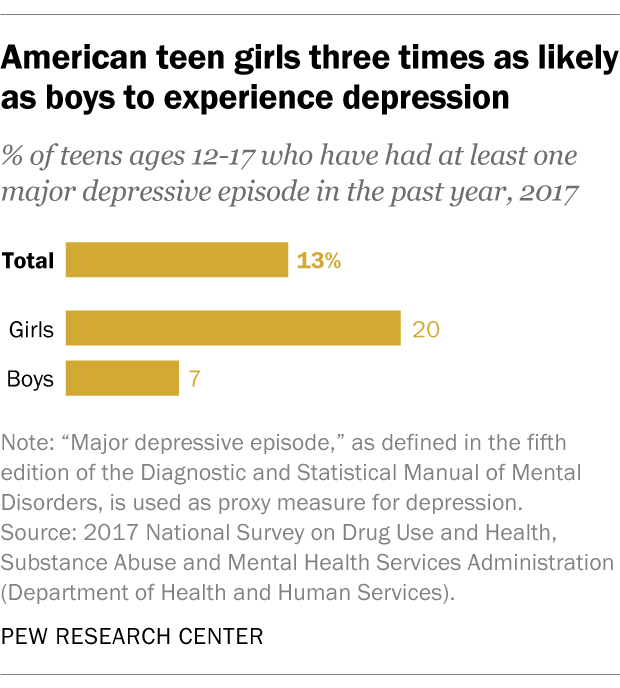 American teen girls three times as likely
as boys to experience depression
% of teens ages 12-17 who have had at least one
major depressive episode in the past year, 2017
Total 13%
Girls 20
Boys 7
Note: “Major depressive episode,” as defined in the fifth
edition of the Diagnostic and Statistical Manual of Mental
Disorders, is used as proxy measure for depression.
Source: 2017 National Survey on Drug Use and Health,
Substance Abuse and Mental Health Services Administration
(Department of Health and Human Services).
PEW RESEARCH CENTER